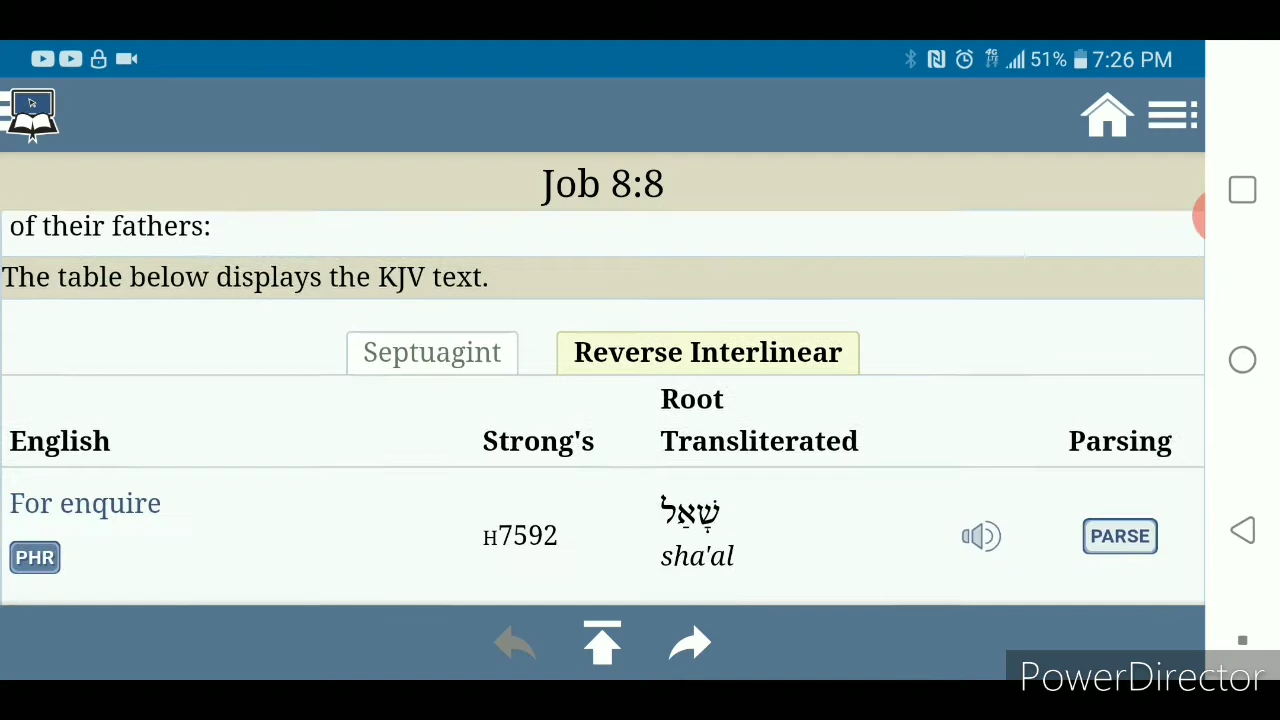 51% 7:26 PM
Job 8:8
of their fathers:
The table below displays the KJV text.
Septuagint Reverse Interlinear
English Strong's Root Transliterated Parsing
For enquire H7592 שָׁאַל PARSE
PHR sha'al
PowerDirector